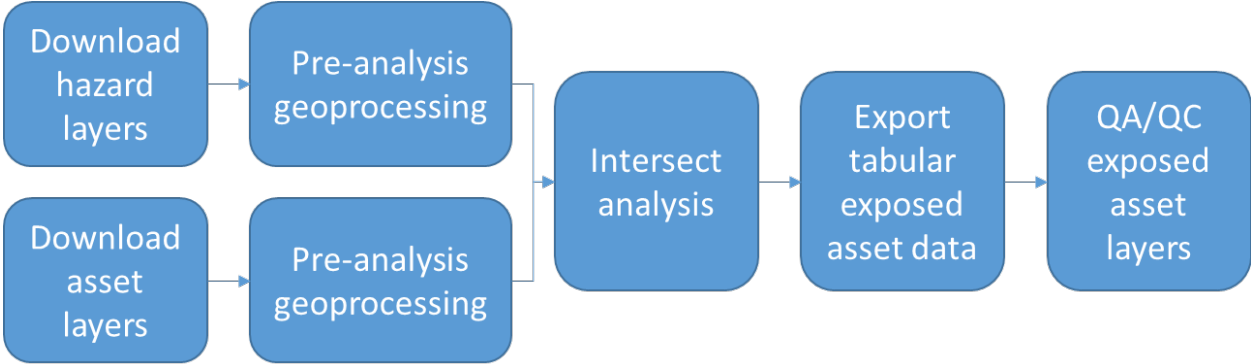 Download
hazard
layers
Pre-analysis
geoprocessing
Download
asset
layers
Pre-analysis
geoprocessing
Intersect
analysis
Export
tabular
exposed
asset data
QA/QC
exposed
asset
layers